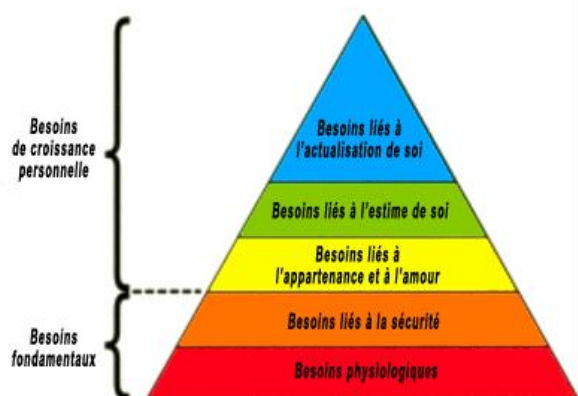 Besoins
de croissance
personnelle
Besoins liés à
l'actualisation de soi
Besoins liés à l'estime de soi
Besoins liés à
l'appartenance et à l'amour
Besoins
fondamentaux
Besoins liés à la sécurité
Besoins physiologiques